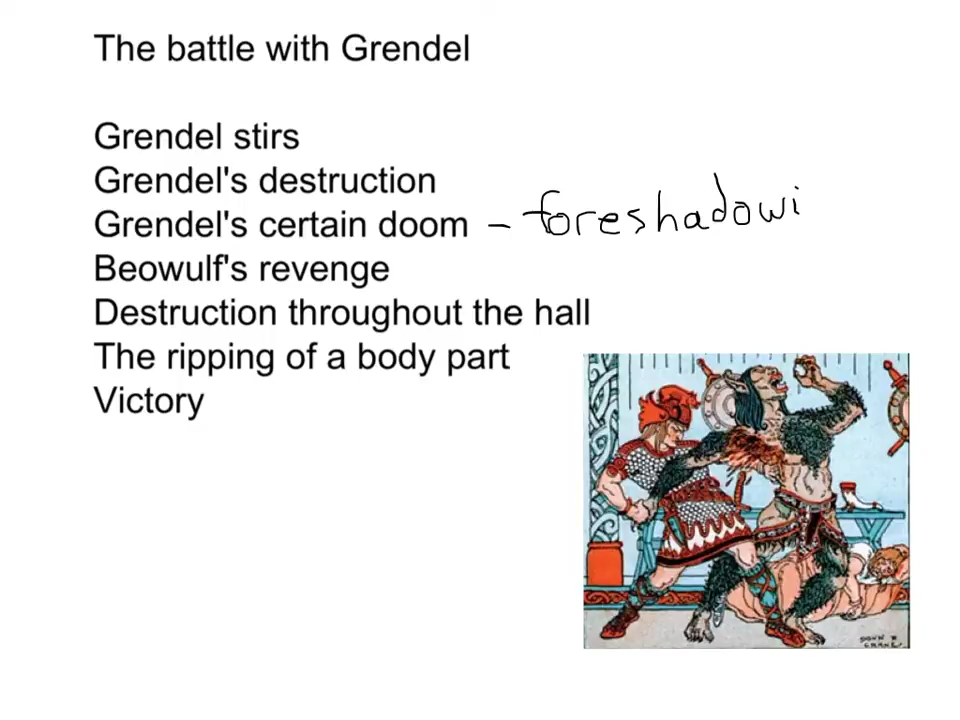 The battle with Grendel
Grendel stirs
Grendel's destruction
Grendel's certain doom – foreshadowi
Beowulf's revenge
Destruction throughout the hall
The ripping of a body part
Victory